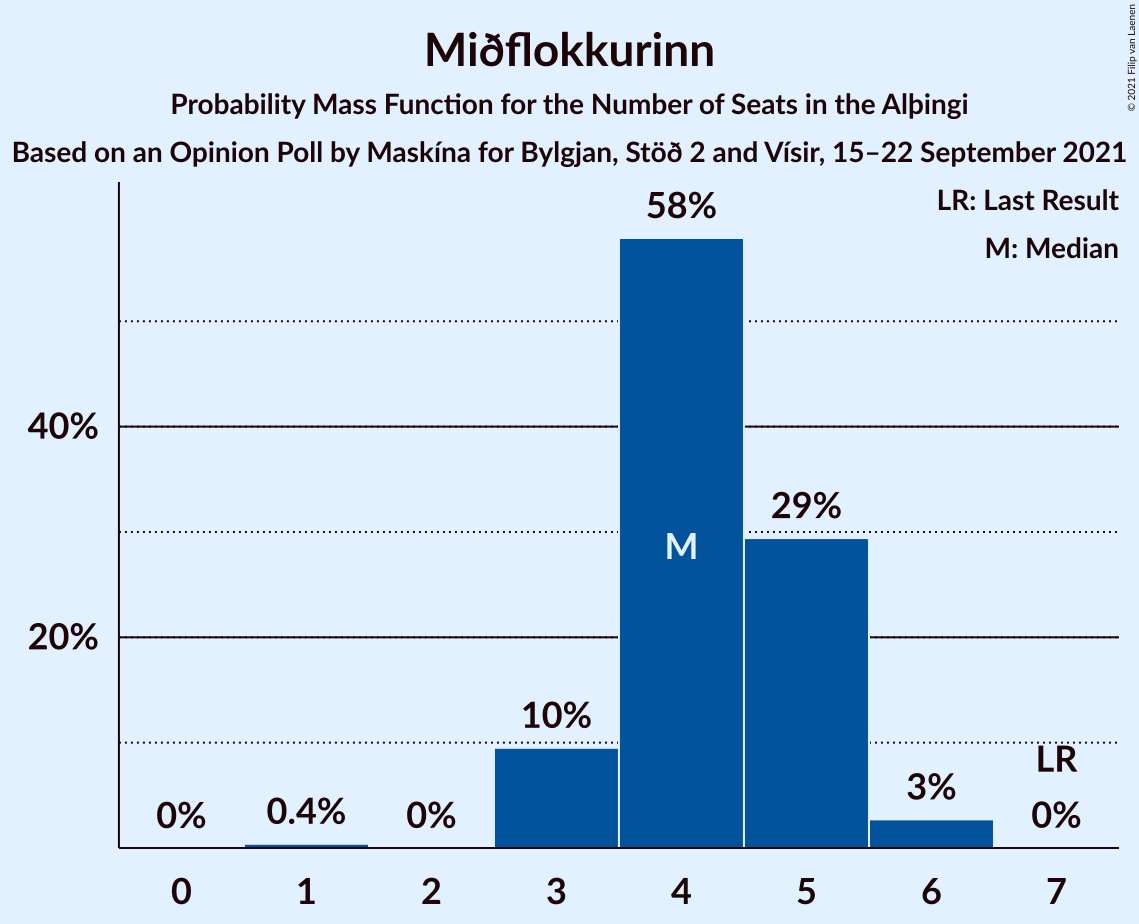 Miðflokkurinn
Probability Mass Function for the Number of Seats in the Alþingi
Based on an Opinion Poll by Maskína for Bylgjan, Stöð 2 and Vísir, 15–22 September 2021
© 2021 Filip van Laenen
LR: Last Result
M: Median
58%
40%
29%
M
20%
10%
LR
3%
0%
0.4%
0%
0%
0 1 2 3 4 5 6 7